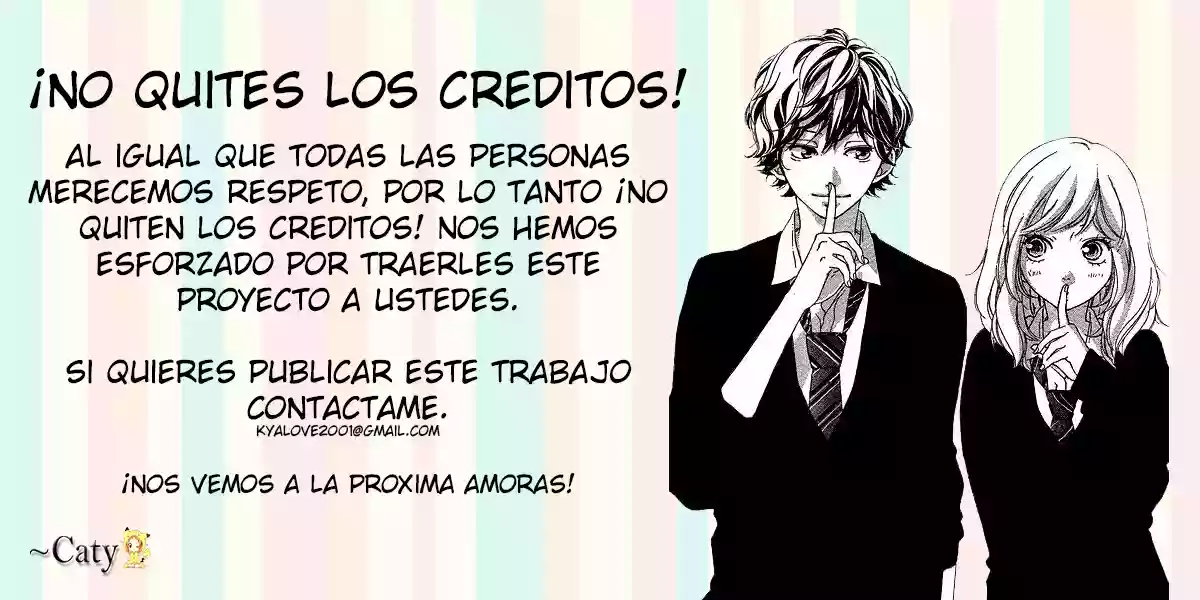 ¡NO QUITES LOS CREDITOS!
AL IGUAL QUE TODAS LAS PERSONAS
MERECEMOS RESPETO, POR LO TANTO ¡NO
QUITEN LOS CREDITOS! NOS HEMOS
ESFORZADO POR TRAERLES ESTE
PROYECTO A USTEDES.
SI QUIERES PUBLICAR ESTE TRABAJO
CONTACTAME.
KYALOVE2001@GMAIL.COM
¡NOS VEMOS A LA PROXIMA AMORAS!
~Caty